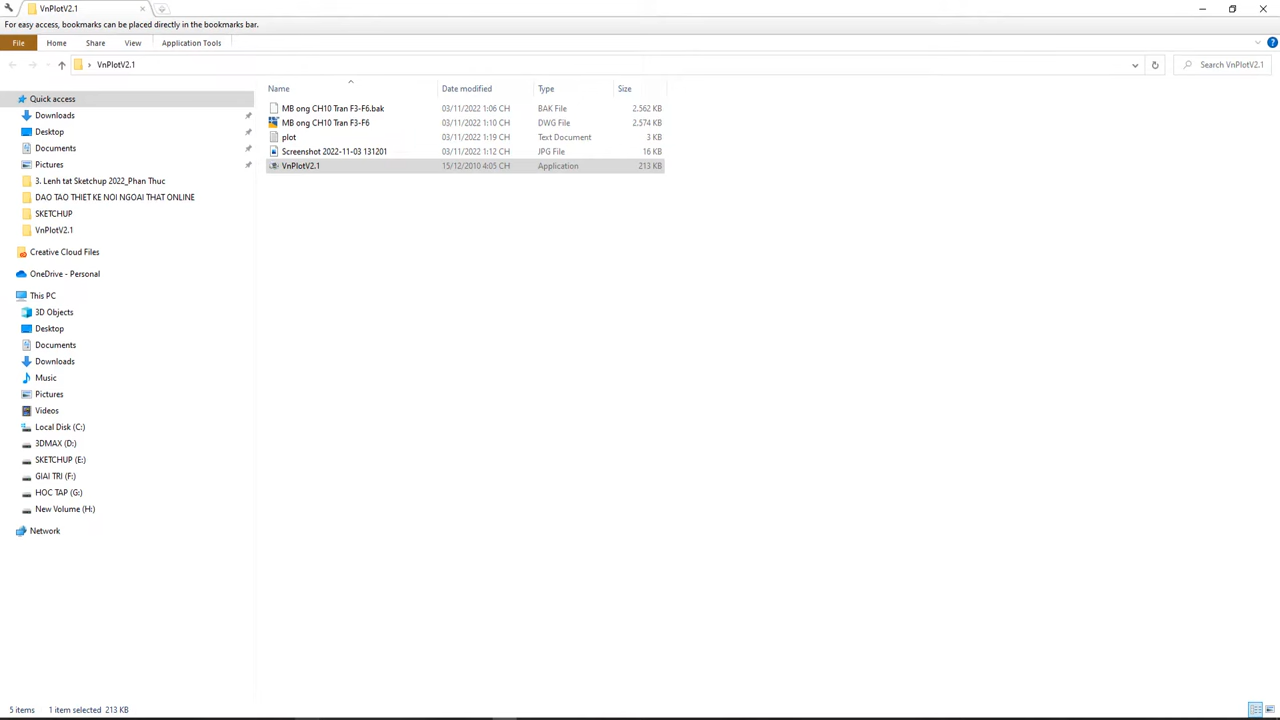 VnPlotV2.1
For easy access, bookmarks can be placed directly in the bookmarks bar.
File Home Share View Application Tools
VnPlotV2.1 Search VnPlotV2.1
Name Date modified Type Size
MB ong CH10 Tran F3-F6.bak 03/11/2022 1:06 CH BAK File 2.562 KB
MB ong CH10 Tran F3-F6 03/11/2022 1:10 CH DWG File 2.574 KB
plot 03/11/2022 1:19 CH Text Document 3 KB
Screenshot 2022-11-03 131201 03/11/2022 1:12 CH JPG File 16 KB
VnPlotV2.1 15/12/2010 4:05 CH Application 213 KB
Quick access
Downloads
Desktop
Documents
Pictures
3. Lenh tat Sketchup 2022_Phan Thuc
DAO TAO THIET KE NOI NGOAI THAT ONLINE
SKETCHUP
VnPlotV2.1
Creative Cloud Files
OneDrive - Personal
This PC
3D Objects
Desktop
Documents
Downloads
Music
Pictures
Videos
Local Disk (C:)
3DMAX (D:)
SKETCHUP (E:)
GIAI TRI (F:)
HOC TAP (G:)
New Volume (H:)
Network
5 items 1 item selected 213 KB